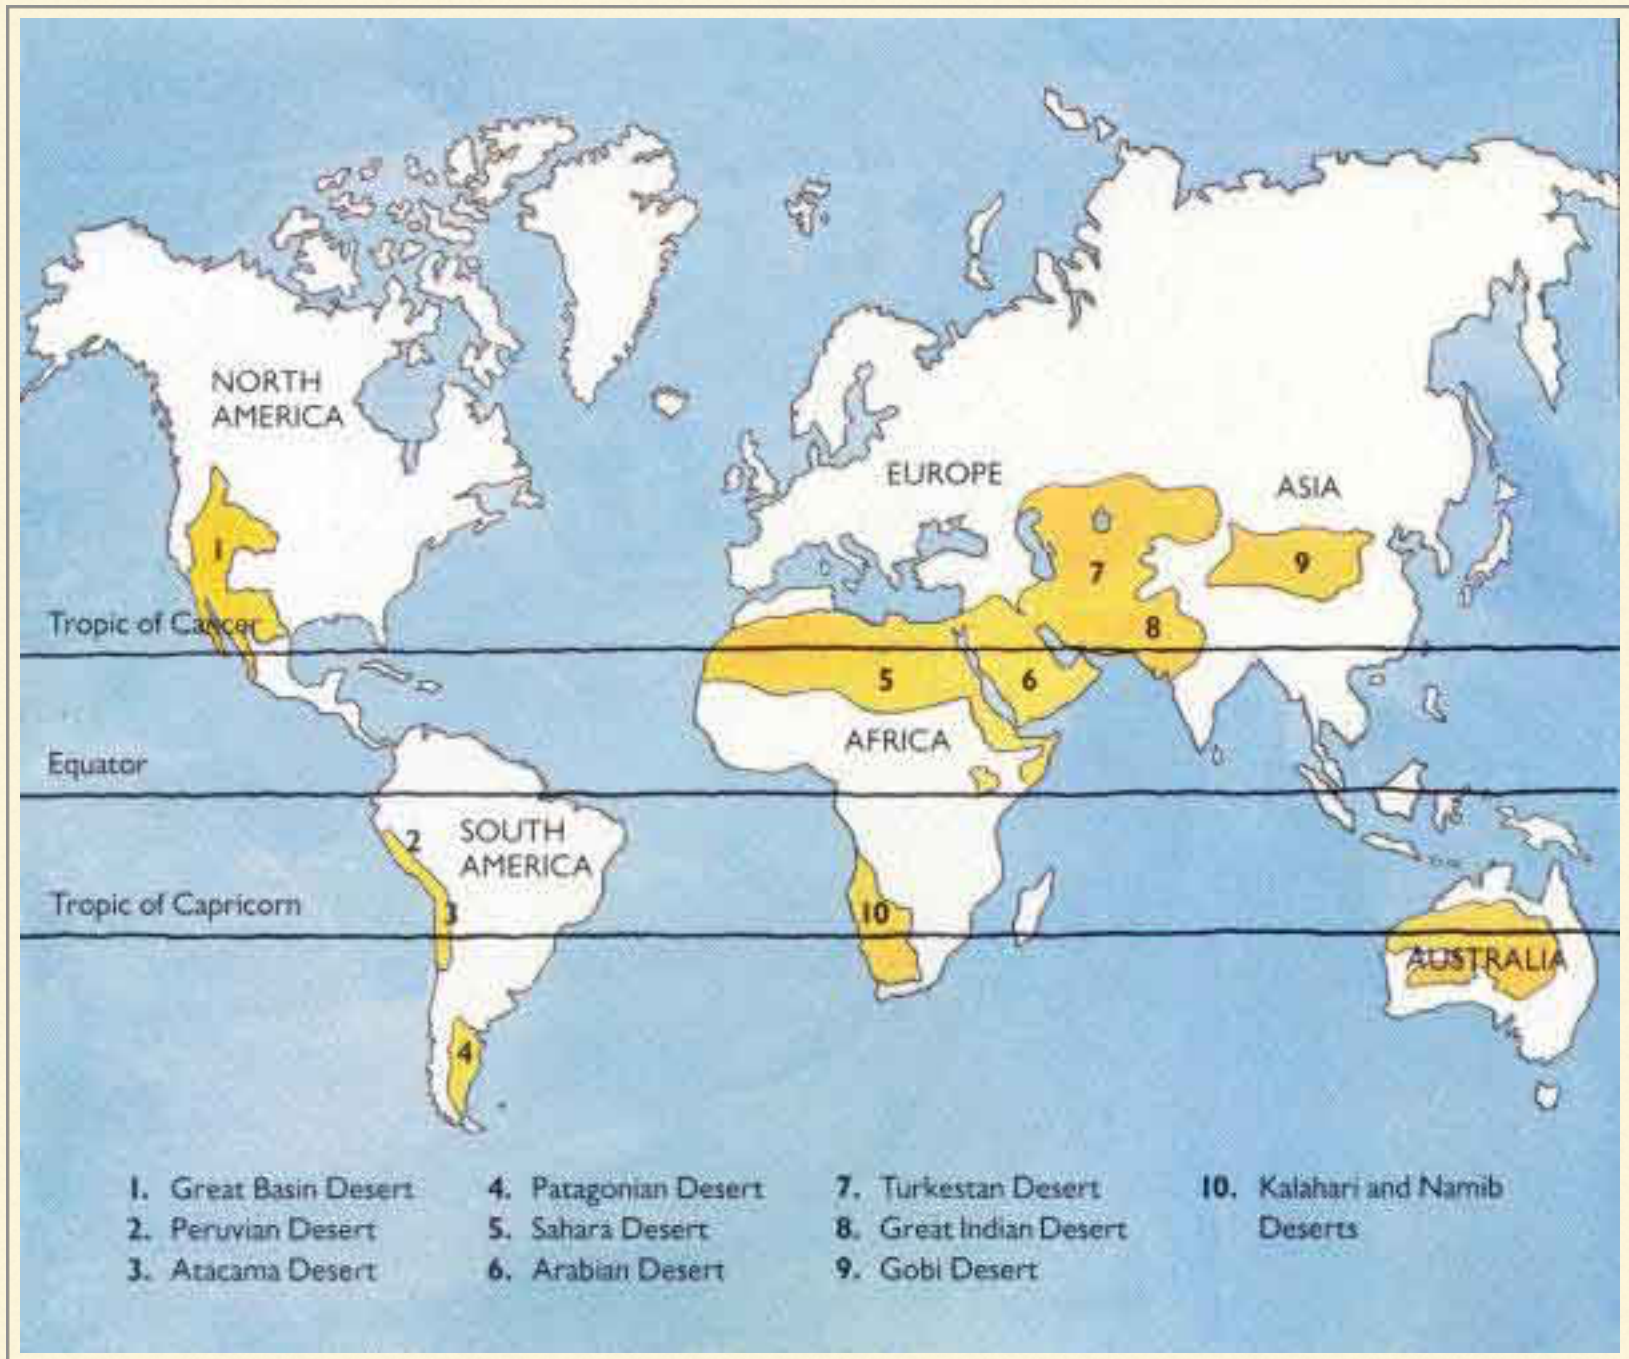 NORTH
AMERICA
EUROPE
ASIA
1
9
7
Tropic of Cancer
8
5
6
AFRICA
Equator
2
SOUTH
AMERICA
Tropic of Capricorn
3
10
AUSTRALIA
4
1. Great Basin Desert
2. Peruvian Desert
3. Atacama Desert
4. Patagonian Desert
5. Sahara Desert
6. Arabian Desert
7. Turkestan Desert
8. Great Indian Desert
9. Gobi Desert
10. Kalahari and Namib
Deserts